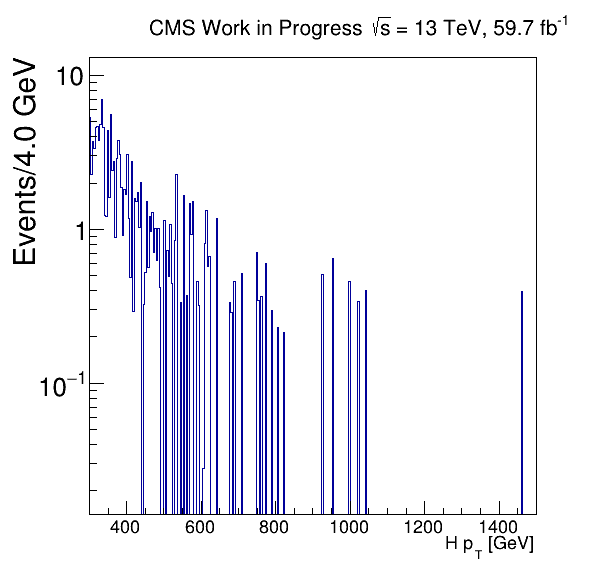 CMS Work in Progress √s = 13 TeV, 59.7 fb⁻¹
Events/4.0 GeV
10
1
10⁻¹
400 600 800 1000 1200 1400
H p_T [GeV]